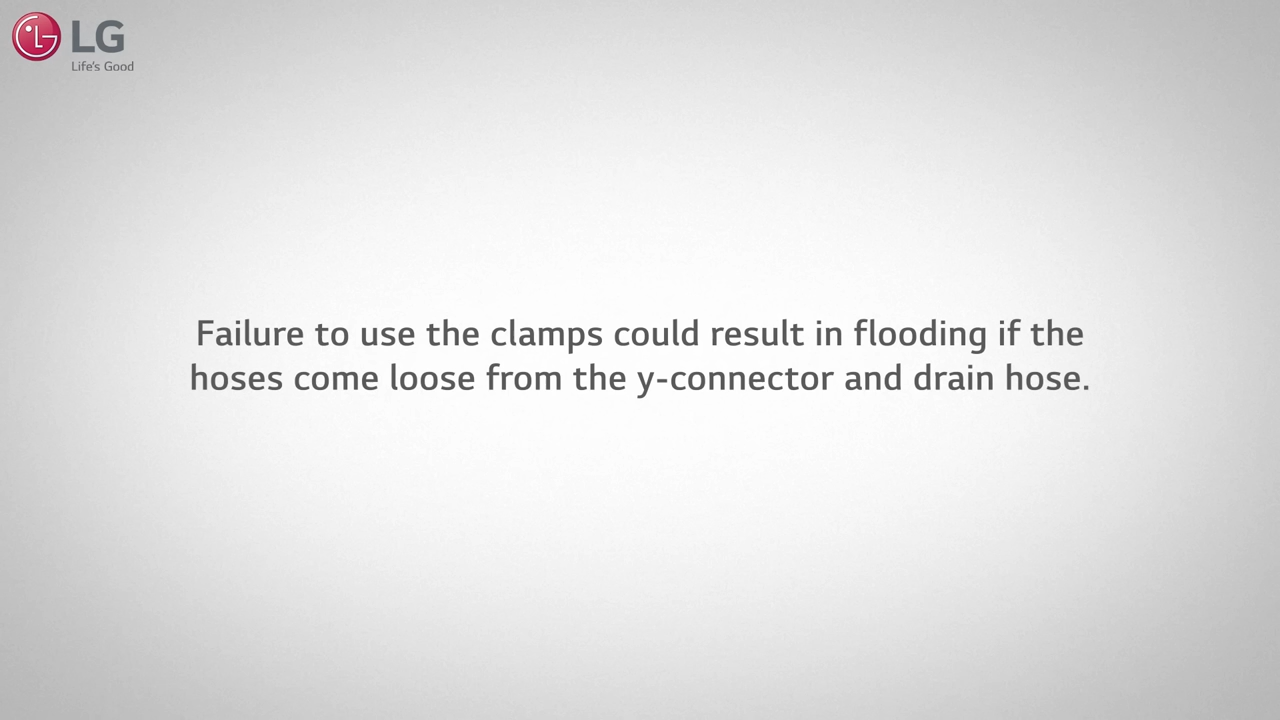 LG
Life's Good
Failure to use the clamps could result in flooding if the
hoses come loose from the y-connector and drain hose.